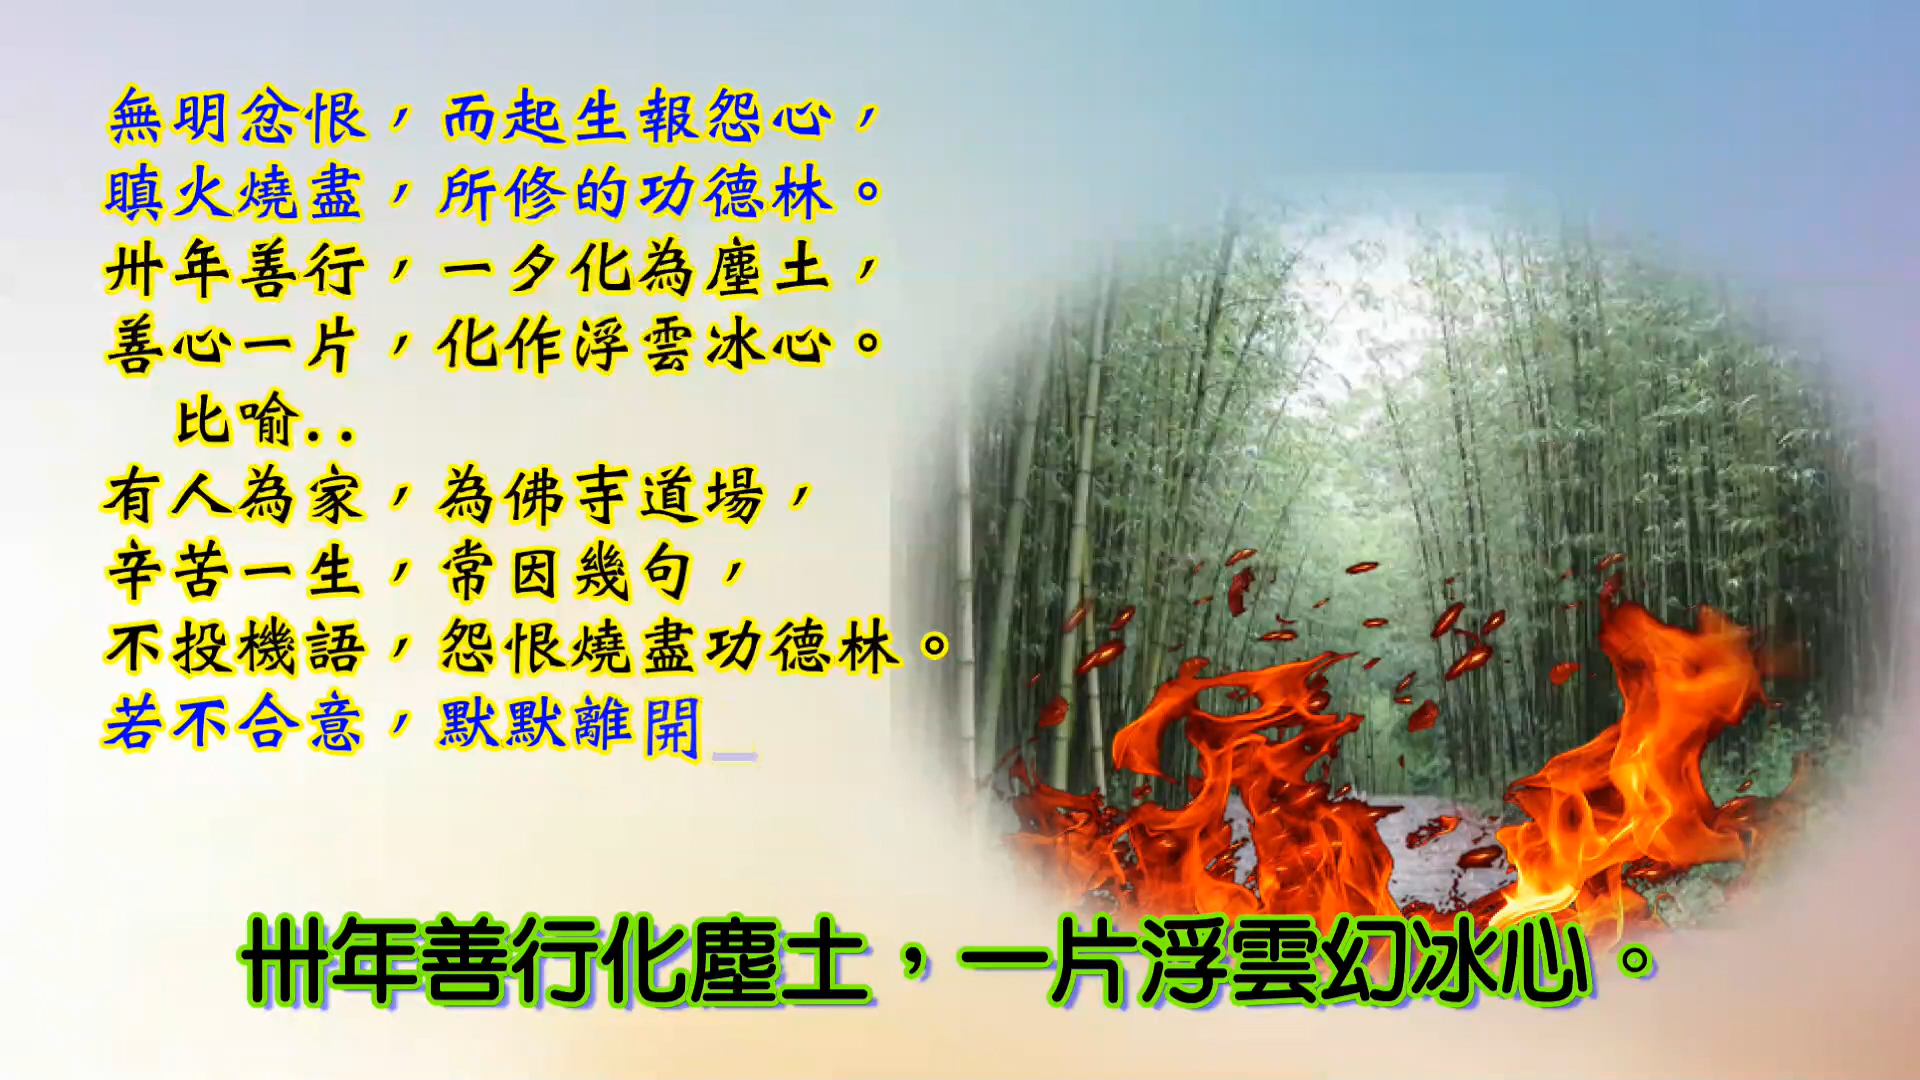 無明忿恨，而起生報怨心，
瞋火燒盡，所修的功德林。
卅年善行，一夕化為塵土，
善心一片，化作浮雲冰心。
比喻..
有人為家，為佛寺道場，
辛苦一生，常因幾句，
不投機語，怨恨燒盡功德林。
若不合意，默默離開_
卅年善行化塵土，一片浮雲幻冰心。